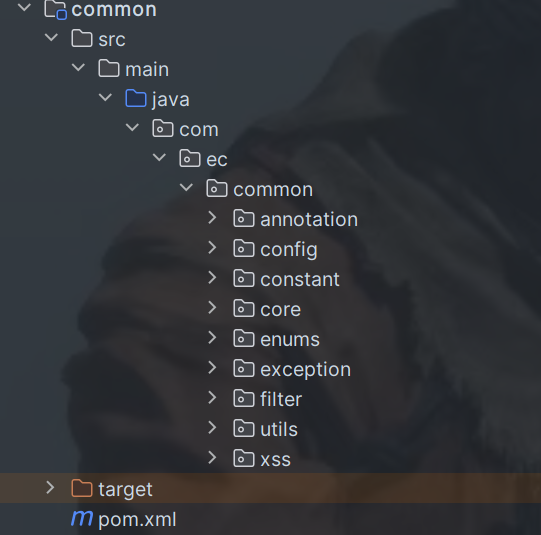 common
src
main
java
com
ec
common
annotation
config
constant
core
enums
exception
filter
utils
xss
target
m pom.xml